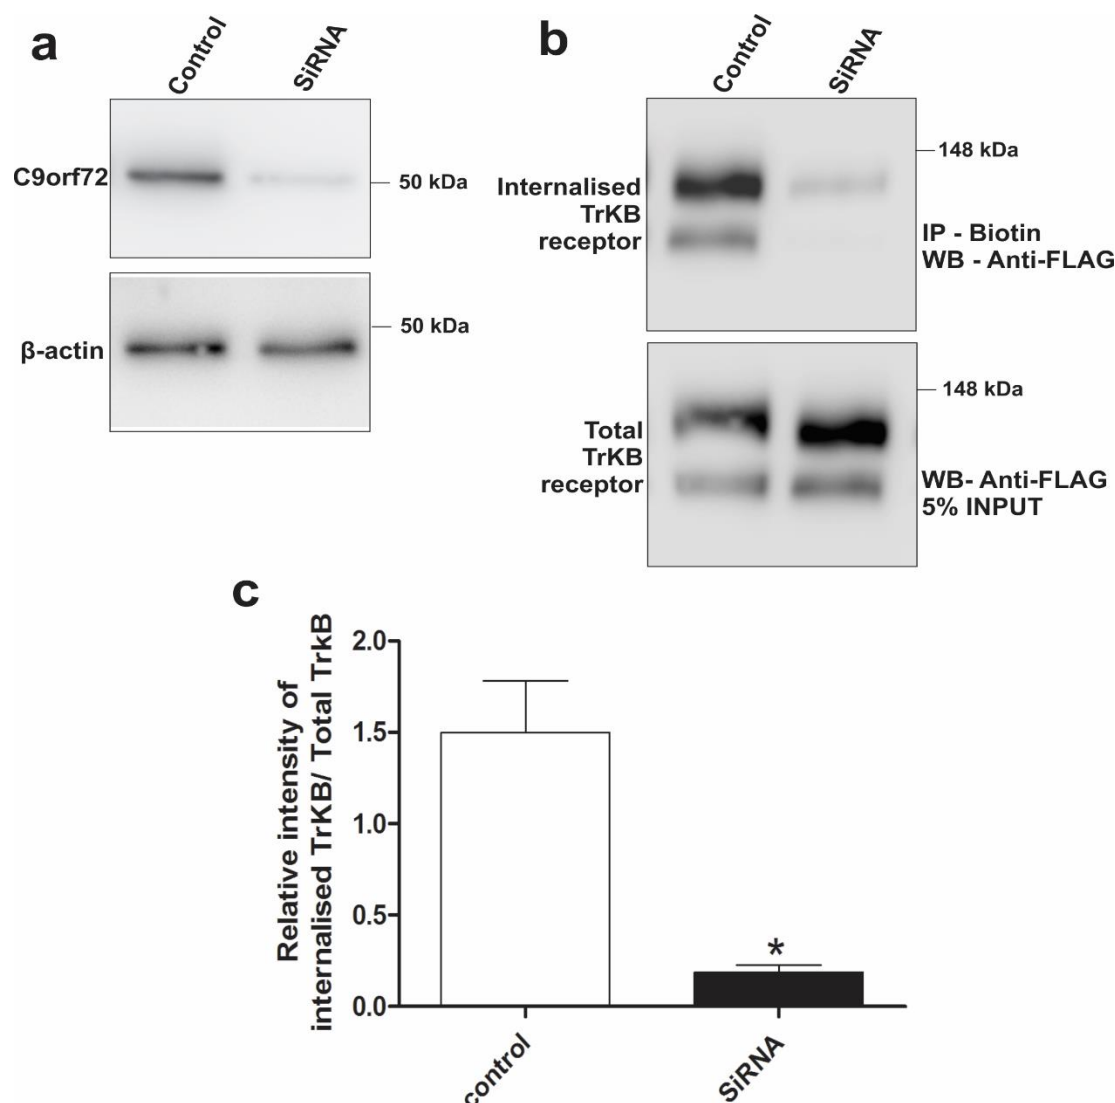 a
Control
SiRNA
C9orf72
50 kDa
β-actin
50 kDa
b
Control
SiRNA
148 kDa
Internalised
TrKB
receptor
IP - Biotin
WB - Anti-FLAG
148 kDa
Total
TrKB
receptor
WB- Anti-FLAG
5% INPUT
c
Relative intensity of
internalised TrKB/ Total TrkB
2.0
1.5
1.0
0.5
0.0
*
control
SiRNA